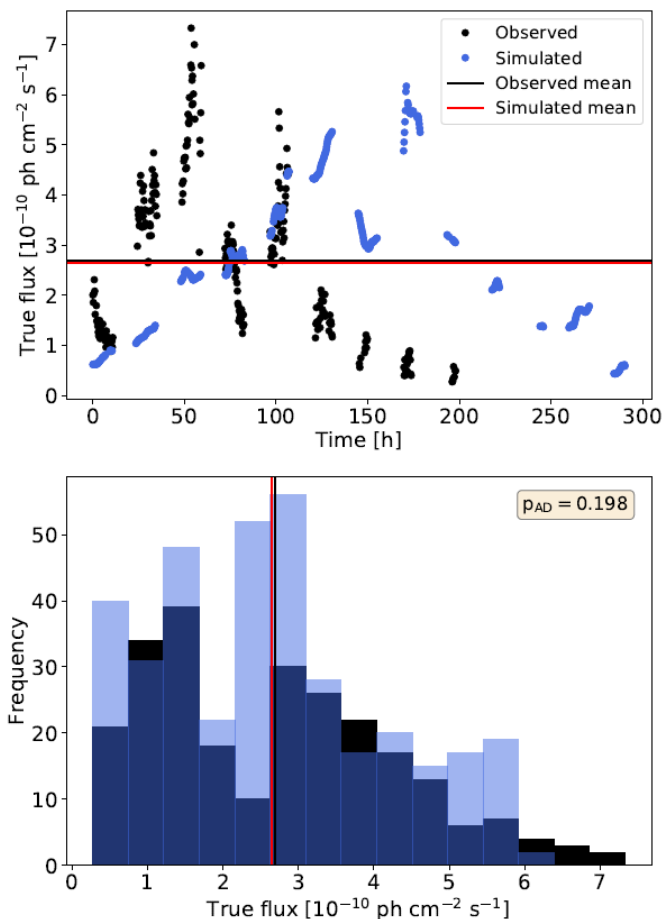 7
6
5
4
3
2
1
0
True flux [10⁻¹⁰ ph cm⁻² s⁻¹]
Observed
Simulated
Observed mean
Simulated mean
0 50 100 150 200 250 300
Time [h]
50
40
30
20
10
0
Frequency
p_AD = 0.198
0 1 2 3 4 5 6 7
True flux [10⁻¹⁰ ph cm⁻² s⁻¹]